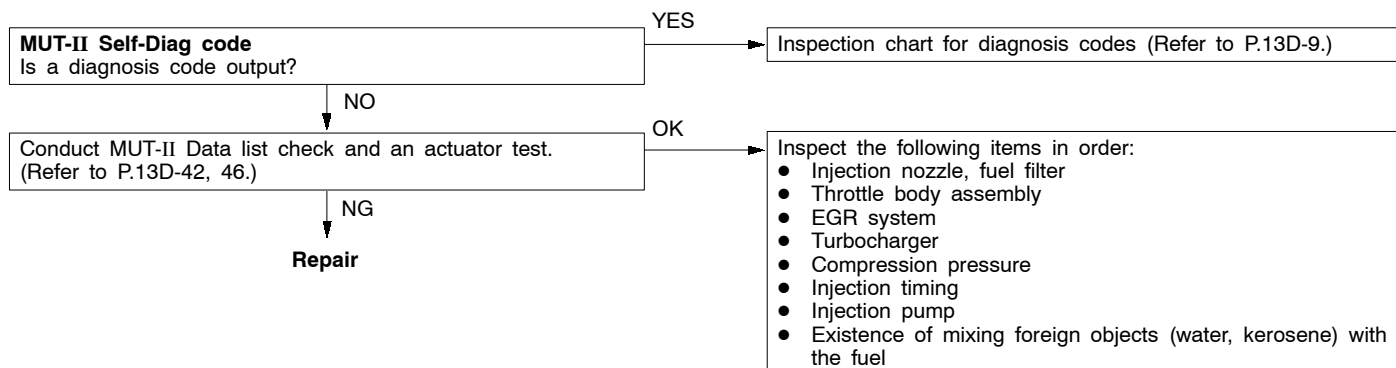 YES
MUT-II Self-Diag code
Is a diagnosis code output?
Inspection chart for diagnosis codes (Refer to P.13D-9.)
NO
Conduct MUT-II Data list check and an actuator test.
(Refer to P.13D-42, 46.)
OK
Inspect the following items in order:
● Injection nozzle, fuel filter
● Throttle body assembly
● EGR system
● Turbocharger
● Compression pressure
● Injection timing
● Injection pump
● Existence of mixing foreign objects (water, kerosene) with
the fuel
NG
Repair